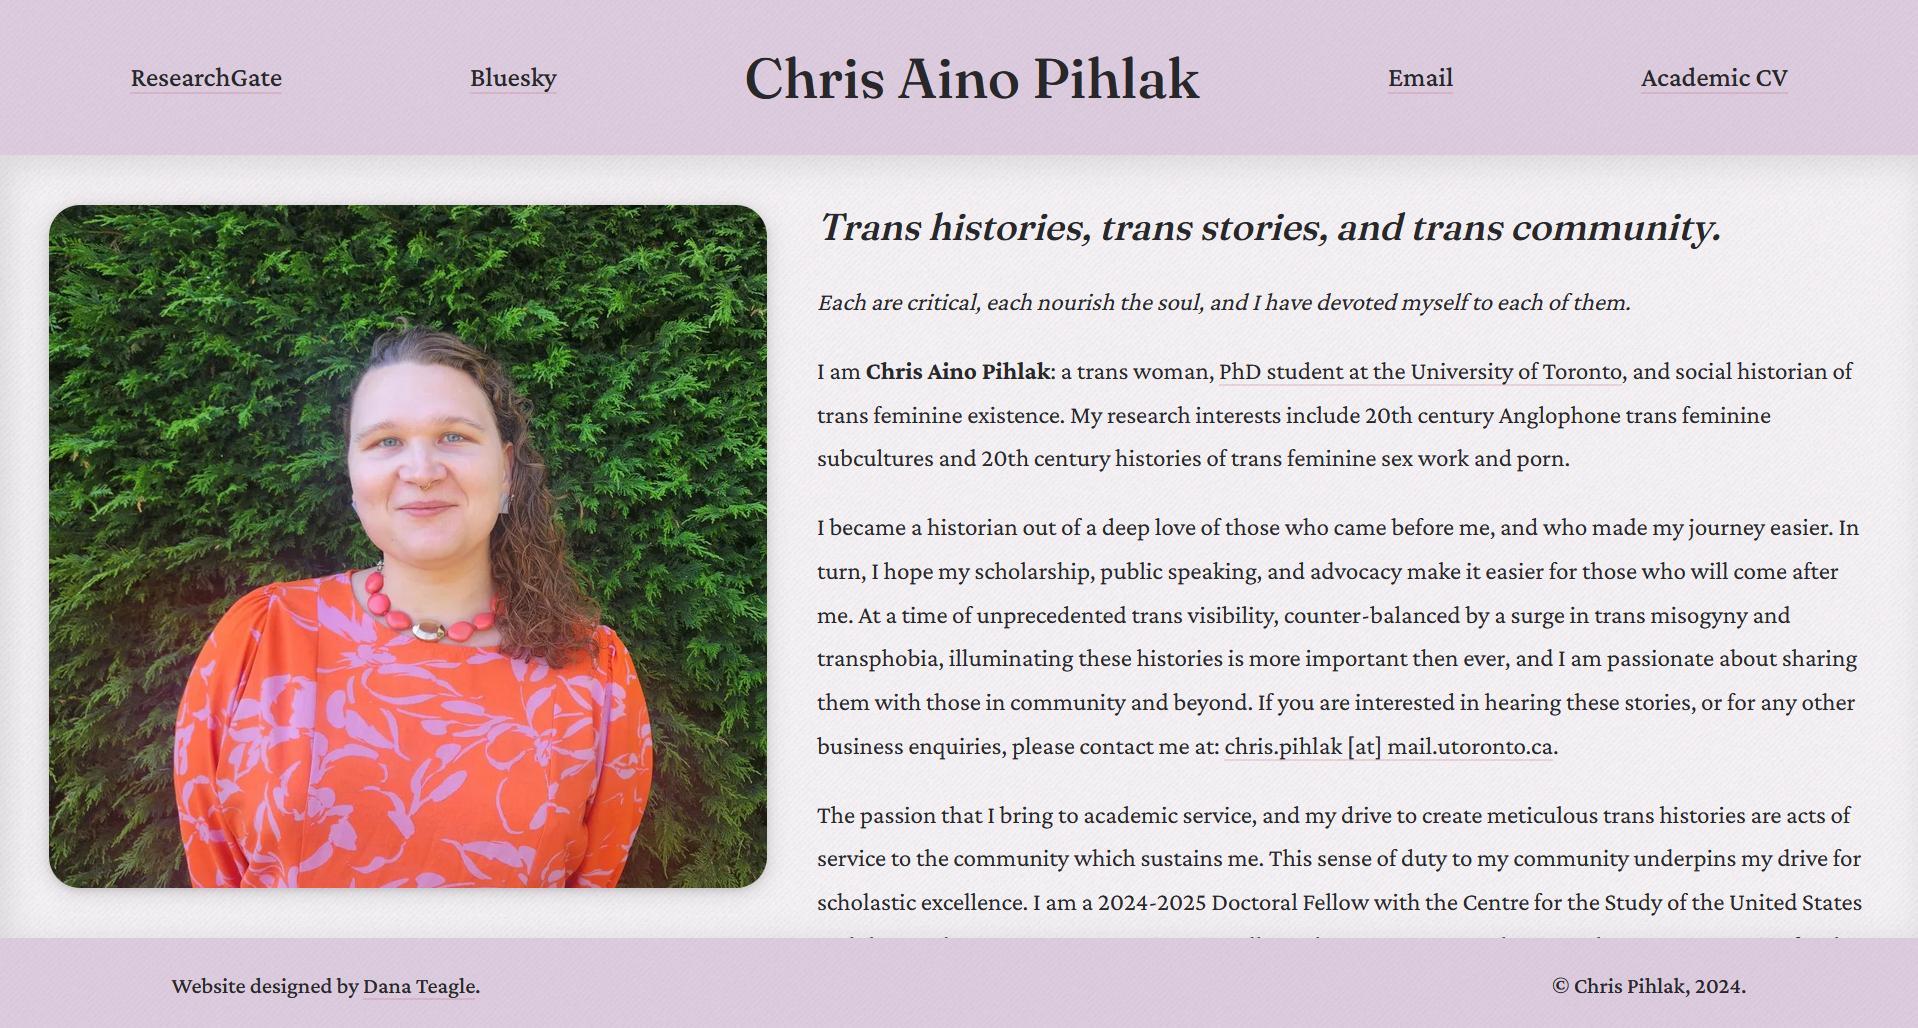 ResearchGate
Bluesky
Chris Aino Pihlak
Email
Academic CV
Trans histories, trans stories, and trans community.
Each are critical, each nourish the soul, and I have devoted myself to each of them.
I am Chris Aino Pihlak: a trans woman, PhD student at the University of Toronto, and social historian of
trans feminine existence. My research interests include 20th century Anglophone trans feminine
subcultures and 20th century histories of trans feminine sex work and porn.
I became a historian out of a deep love of those who came before me, and who made my journey easier. In
turn, I hope my scholarship, public speaking, and advocacy make it easier for those who will come after
me. At a time of unprecedented trans visibility, counter-balanced by a surge in trans misogyny and
transphobia, illuminating these histories is more important then ever, and I am passionate about sharing
them with those in community and beyond. If you are interested in hearing these stories, or for any other
business enquiries, please contact me at: chris.pihlak [at] mail.utoronto.ca.
The passion that I bring to academic service, and my drive to create meticulous trans histories are acts of
service to the community which sustains me. This sense of duty to my community underpins my drive for
scholastic excellence. I am a 2024-2025 Doctoral Fellow with the Centre for the Study of the United States
Website designed by Dana Teagle.
© Chris Pihlak, 2024.